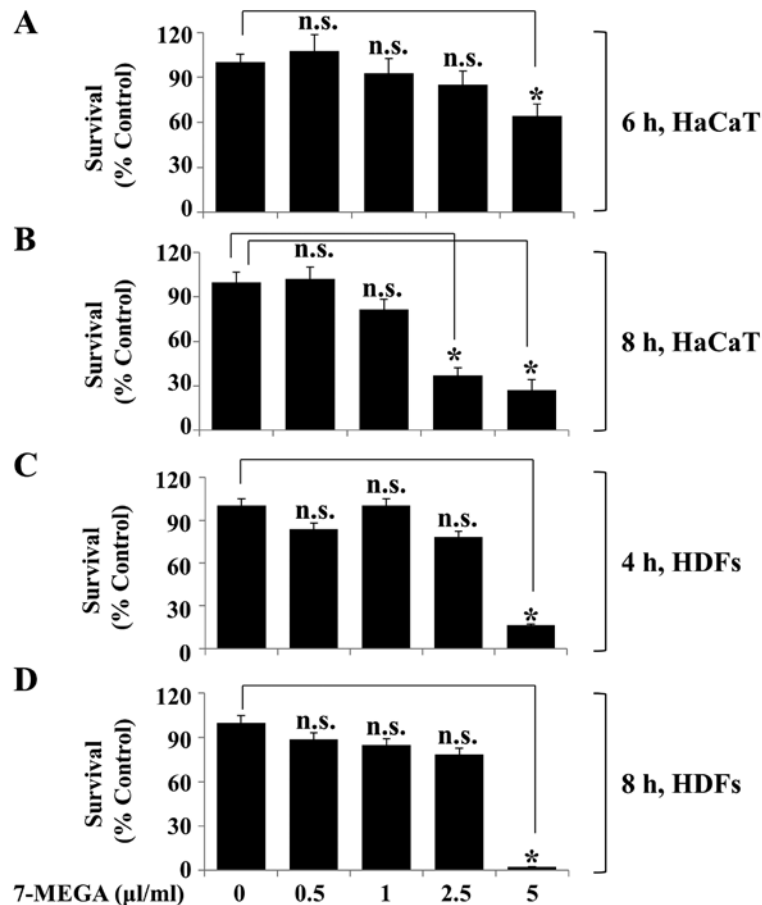 A
120
90
60
30
0
Survival
(% Control)
n.s.
n.s.
n.s.
*
6 h, HaCaT
B
120
90
60
30
0
Survival
(% Control)
n.s.
n.s.
*
*
8 h, HaCaT
C
120
90
60
30
0
Survival
(% Control)
n.s.
n.s.
n.s.
*
4 h, HDFs
D
120
90
60
30
0
Survival
(% Control)
n.s.
n.s.
n.s.
*
8 h, HDFs
7-MEGA (µl/ml) 0 0.5 1 2.5 5